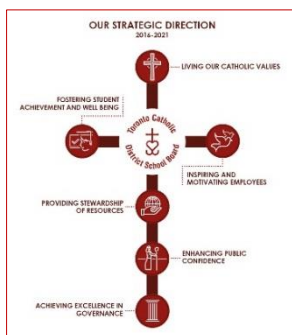 OUR STRATEGIC DIRECTION
2016-2021
LIVING OUR CATHOLIC VALUES
FOSTERING STUDENT
ACHIEVEMENT AND WELL BEING
Toronto Catholic
District School Board
INSPIRING AND
MOTIVATING EMPLOYEES
PROVIDING STEWARDSHIP
OF RESOURCES
ENHANCING PUBLIC
CONFIDENCE
ACHIEVING EXCELLENCE IN
GOVERNANCE